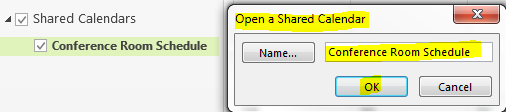 Shared Calendars
Conference Room Schedule
Open a Shared Calendar
Name...
Conference Room Schedule
OK
Cancel